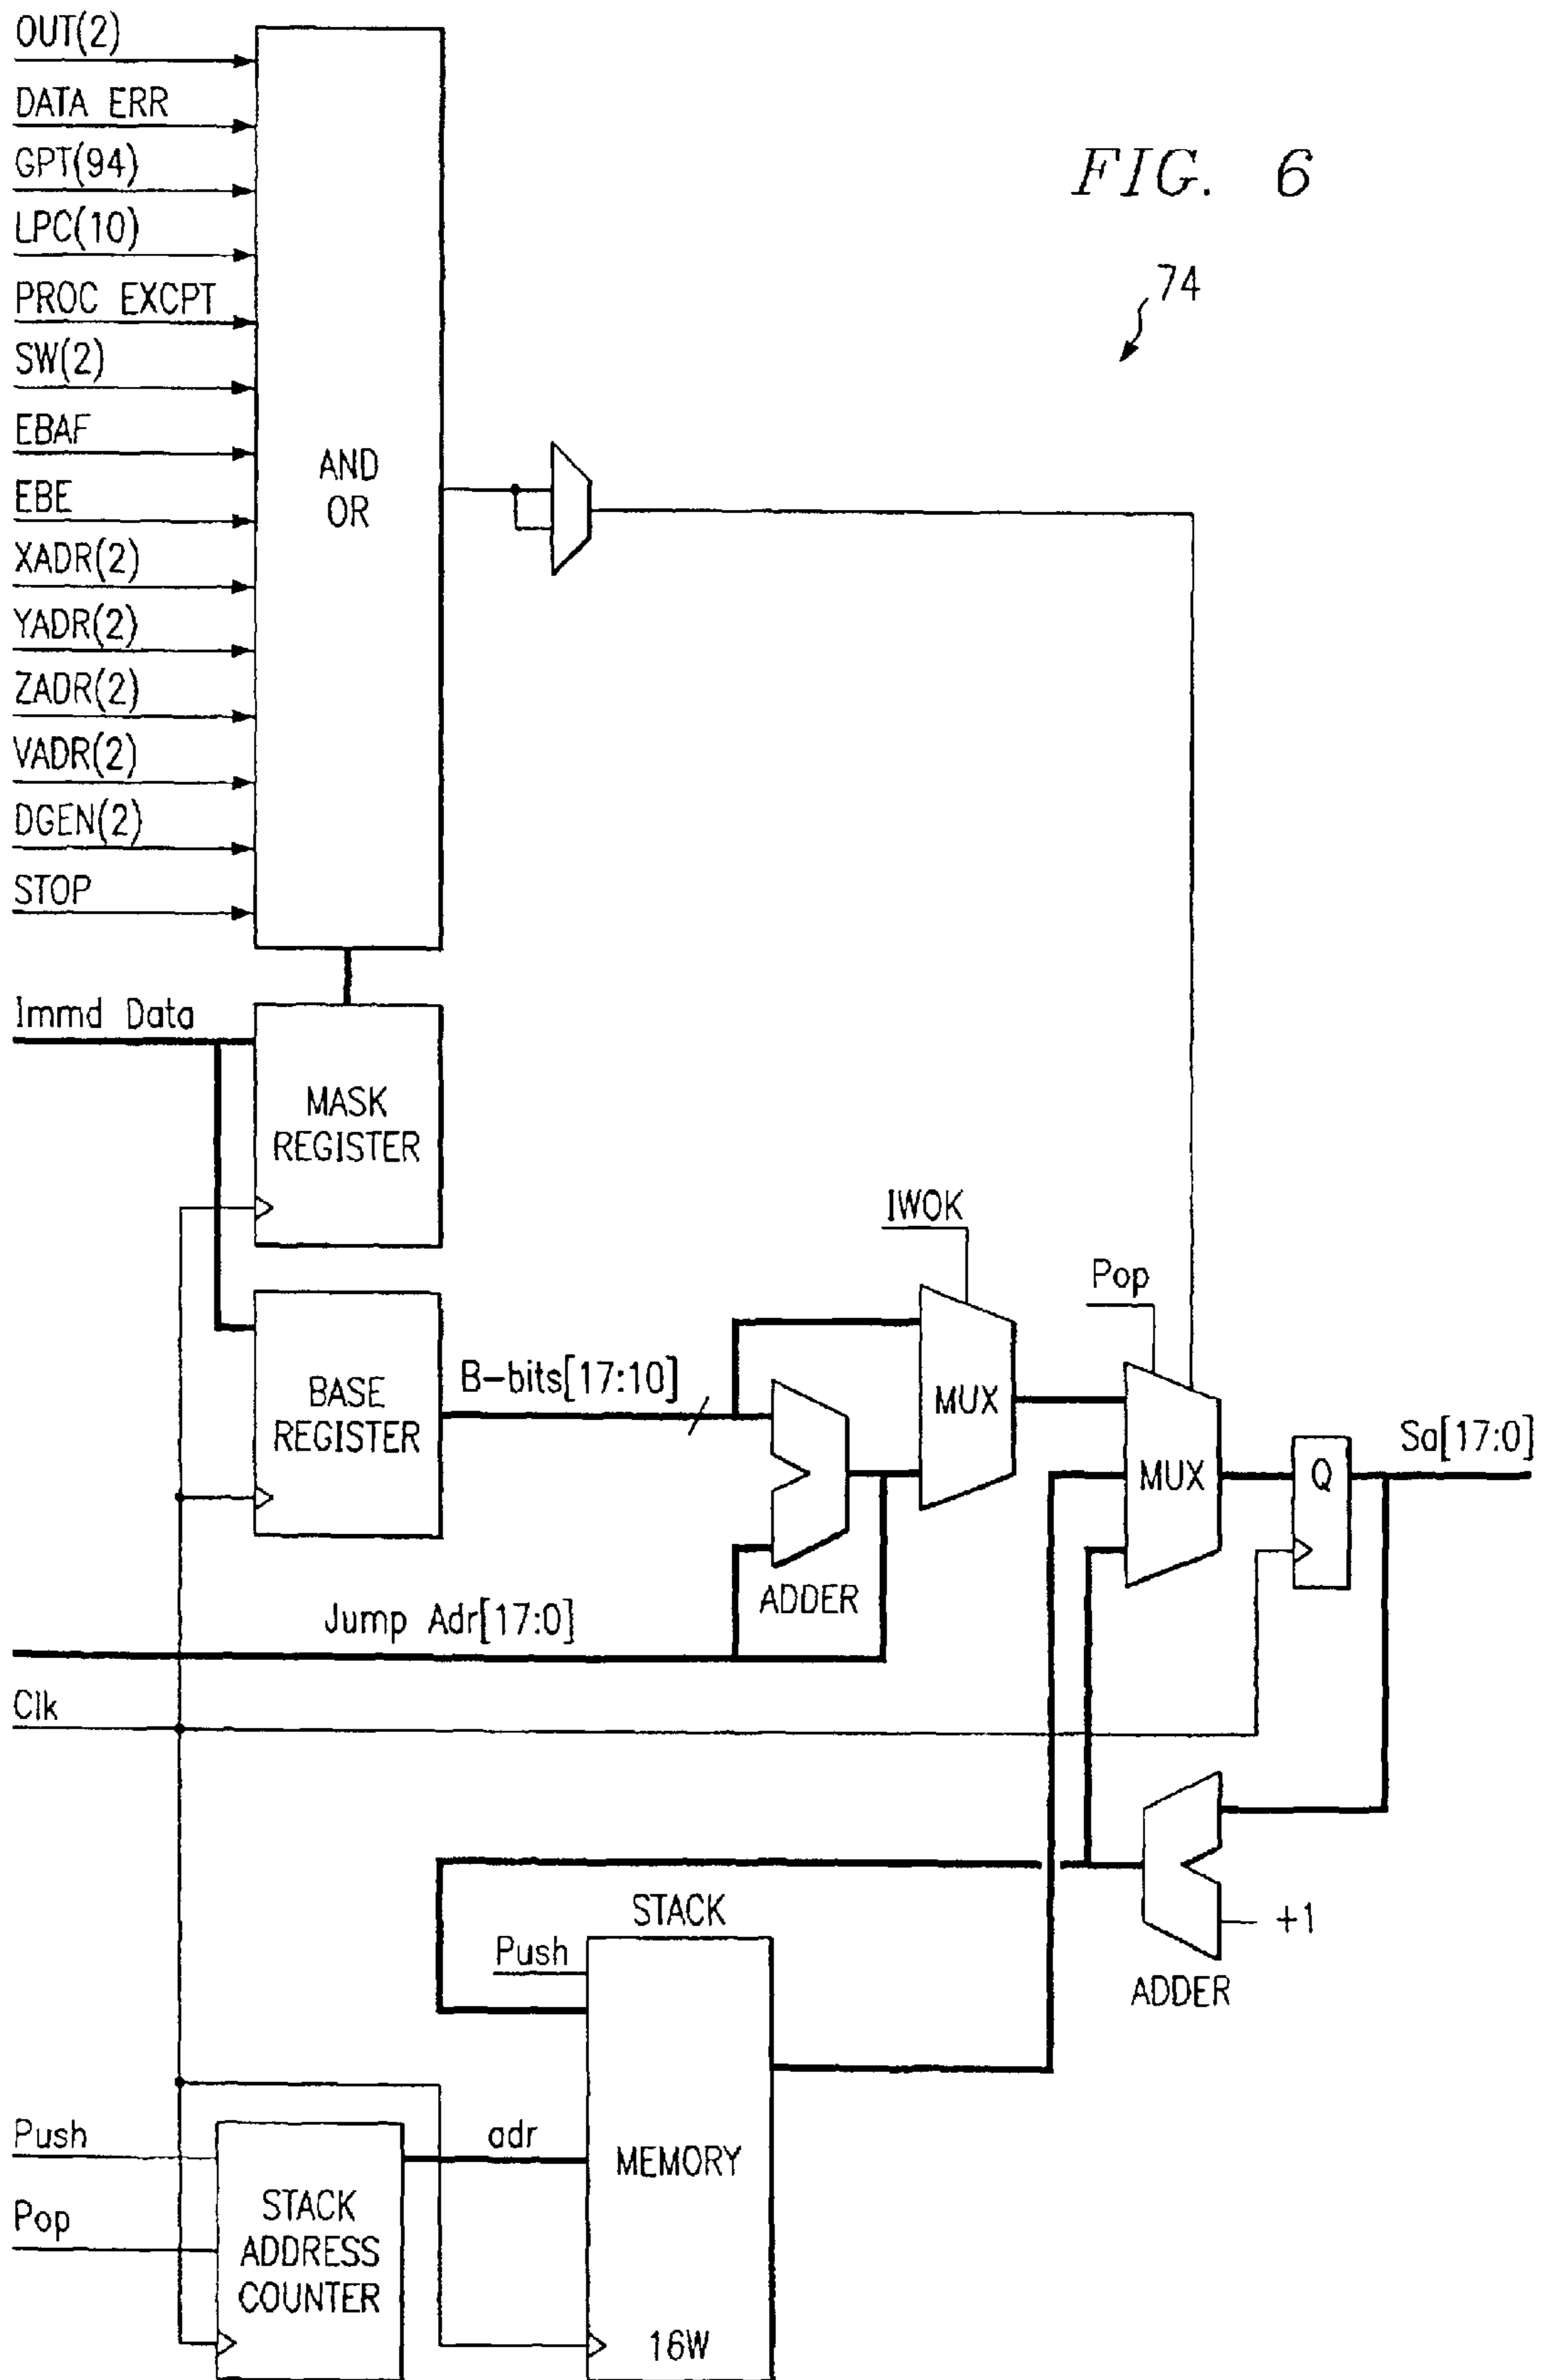 OUT(2)
DATA ERR
GPT(94)
LPC(10)
PROC EXCPT
SW(2)
EBAF
EBE
XADR(2)
YADR(2)
ZADR(2)
VADR(2)
DGEN(2)
STOP
AND
OR
FIG. 6
74
Immd Data
MASK
REGISTER
BASE
REGISTER
B-bits[17:10]
IWOK
MUX
Pop
MUX
Q
Sa[17:0]
ADDER
Jump Adr[17:0]
Clk
+1
ADDER
STACK
Push
MEMORY
16W
adr
Push
Pop
STACK
ADDRESS
COUNTER